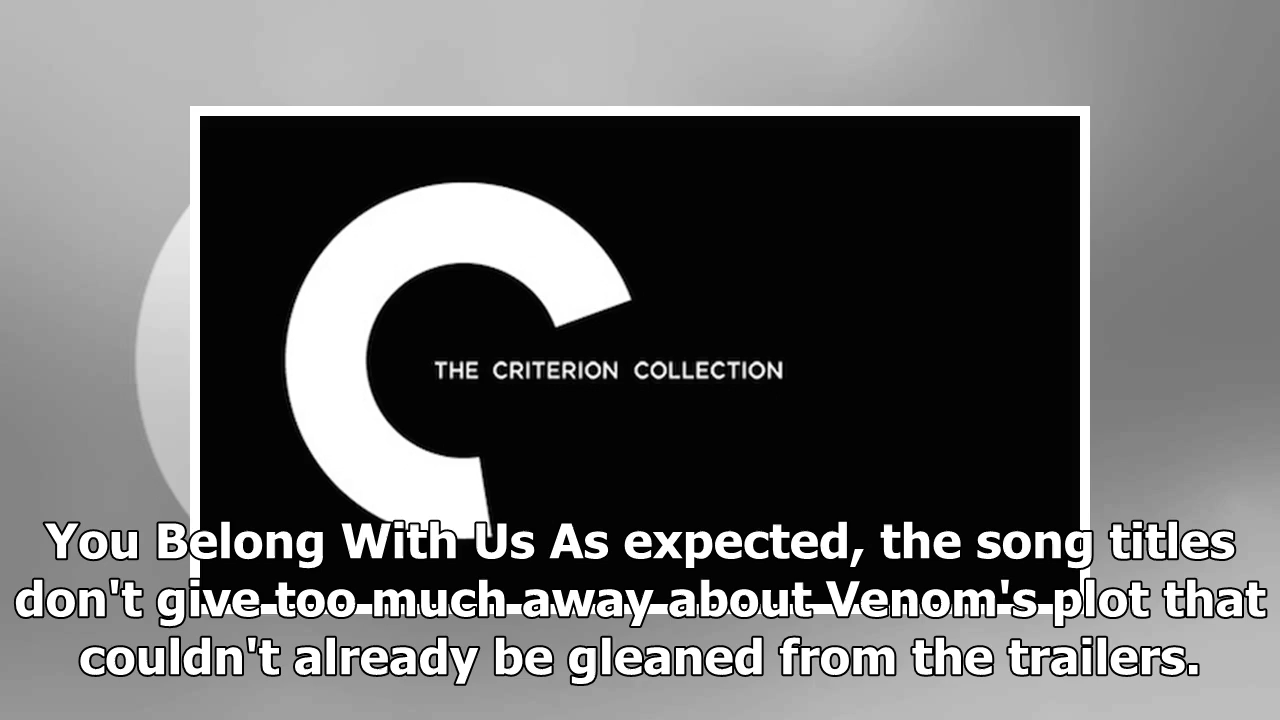 THE CRITERION COLLECTION
You Belong With Us As expected, the song titles
don't give too much away about Venom's plot that
couldn't already be gleaned from the trailers.